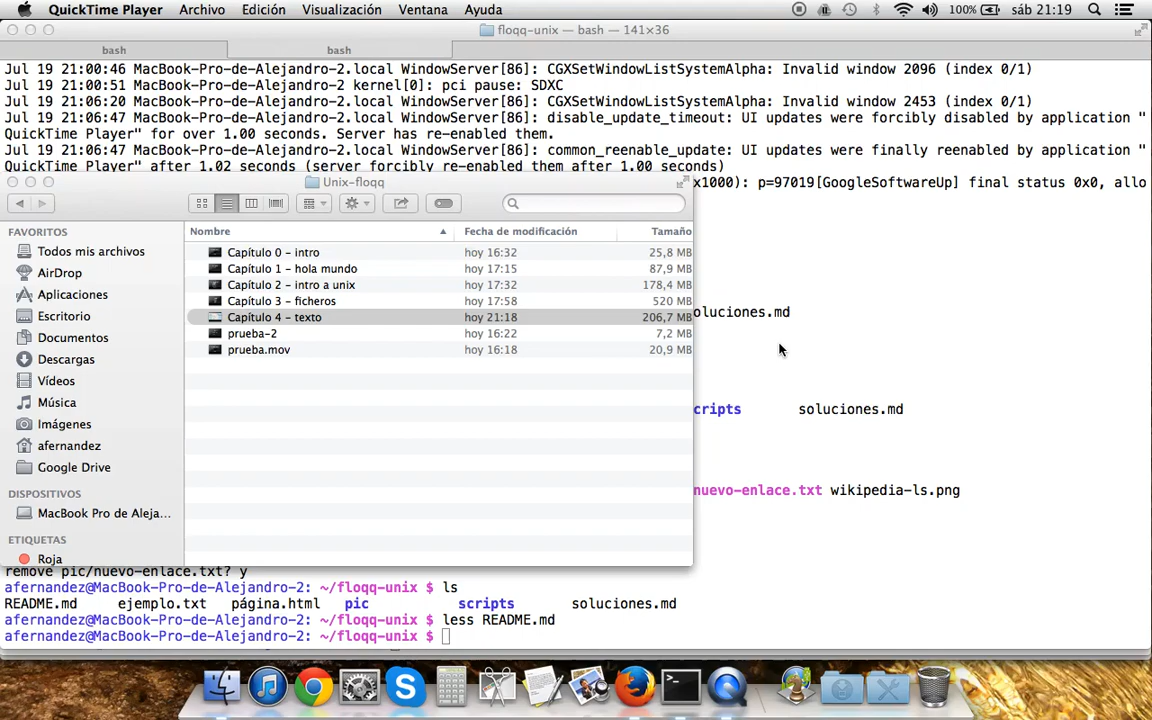 QuickTime Player Archivo Edición Visualización Ventana Ayuda 100% sáb 21:19
floqq-unix — bash — 141×36
bash bash
Jul 19 21:00:46 MacBook-Pro-de-Alejandro-2.local WindowServer[86]: CGXSetWindowListSystemAlpha: Invalid window 2096 (index 0/1)
Jul 19 21:00:51 MacBook-Pro-de-Alejandro-2 kernel[0]: pci pause: SDXC
Jul 19 21:06:20 MacBook-Pro-de-Alejandro-2.local WindowServer[86]: CGXSetWindowListSystemAlpha: Invalid window 2453 (index 0/1)
Jul 19 21:06:47 MacBook-Pro-de-Alejandro-2.local WindowServer[86]: disable_update_timeout: UI updates were forcibly disabled by application "
QuickTime Player" for over 1.00 seconds. Server has re-enabled them.
Jul 19 21:06:47 MacBook-Pro-de-Alejandro-2.local WindowServer[86]: common_reenable_update: UI updates were finally reenabled by application "
QuickTime Player" after 1.02 seconds (server forcibly re-enabled them after 1.00 seconds)
x1000): p=97019[GoogleSoftwareUp] final status 0x0, allo
Unix-floqq
FAVORITOS
Todos mis archivos
AirDrop
Aplicaciones
Escritorio
Documentos
Descargas
Vídeos
Música
Imágenes
afernandez
Google Drive
DISPOSITIVOS
MacBook Pro de Aleja...
ETIQUETAS
Roja
Nombre Fecha de modificación Tamaño
Capítulo 0 – intro hoy 16:32 25,8 MB
Capítulo 1 – hola mundo hoy 17:15 87,9 MB
Capítulo 2 – intro a unix hoy 17:32 178,4 MB
Capítulo 3 – ficheros hoy 17:58 520 MB
Capítulo 4 – texto hoy 21:18 206,7 MB
prueba-2 hoy 16:22 7,2 MB
prueba.mov hoy 16:18 20,9 MB
oluciones.md
cripts soluciones.md
nuevo-enlace.txt wikipedia-ls.png
remove pic/nuevo-enlace.txt? y
afernandez@MacBook-Pro-de-Alejandro-2: ~/floqq-unix $ ls
README.md ejemplo.txt página.html pic scripts soluciones.md
afernandez@MacBook-Pro-de-Alejandro-2: ~/floqq-unix $ less README.md
afernandez@MacBook-Pro-de-Alejandro-2: ~/floqq-unix $